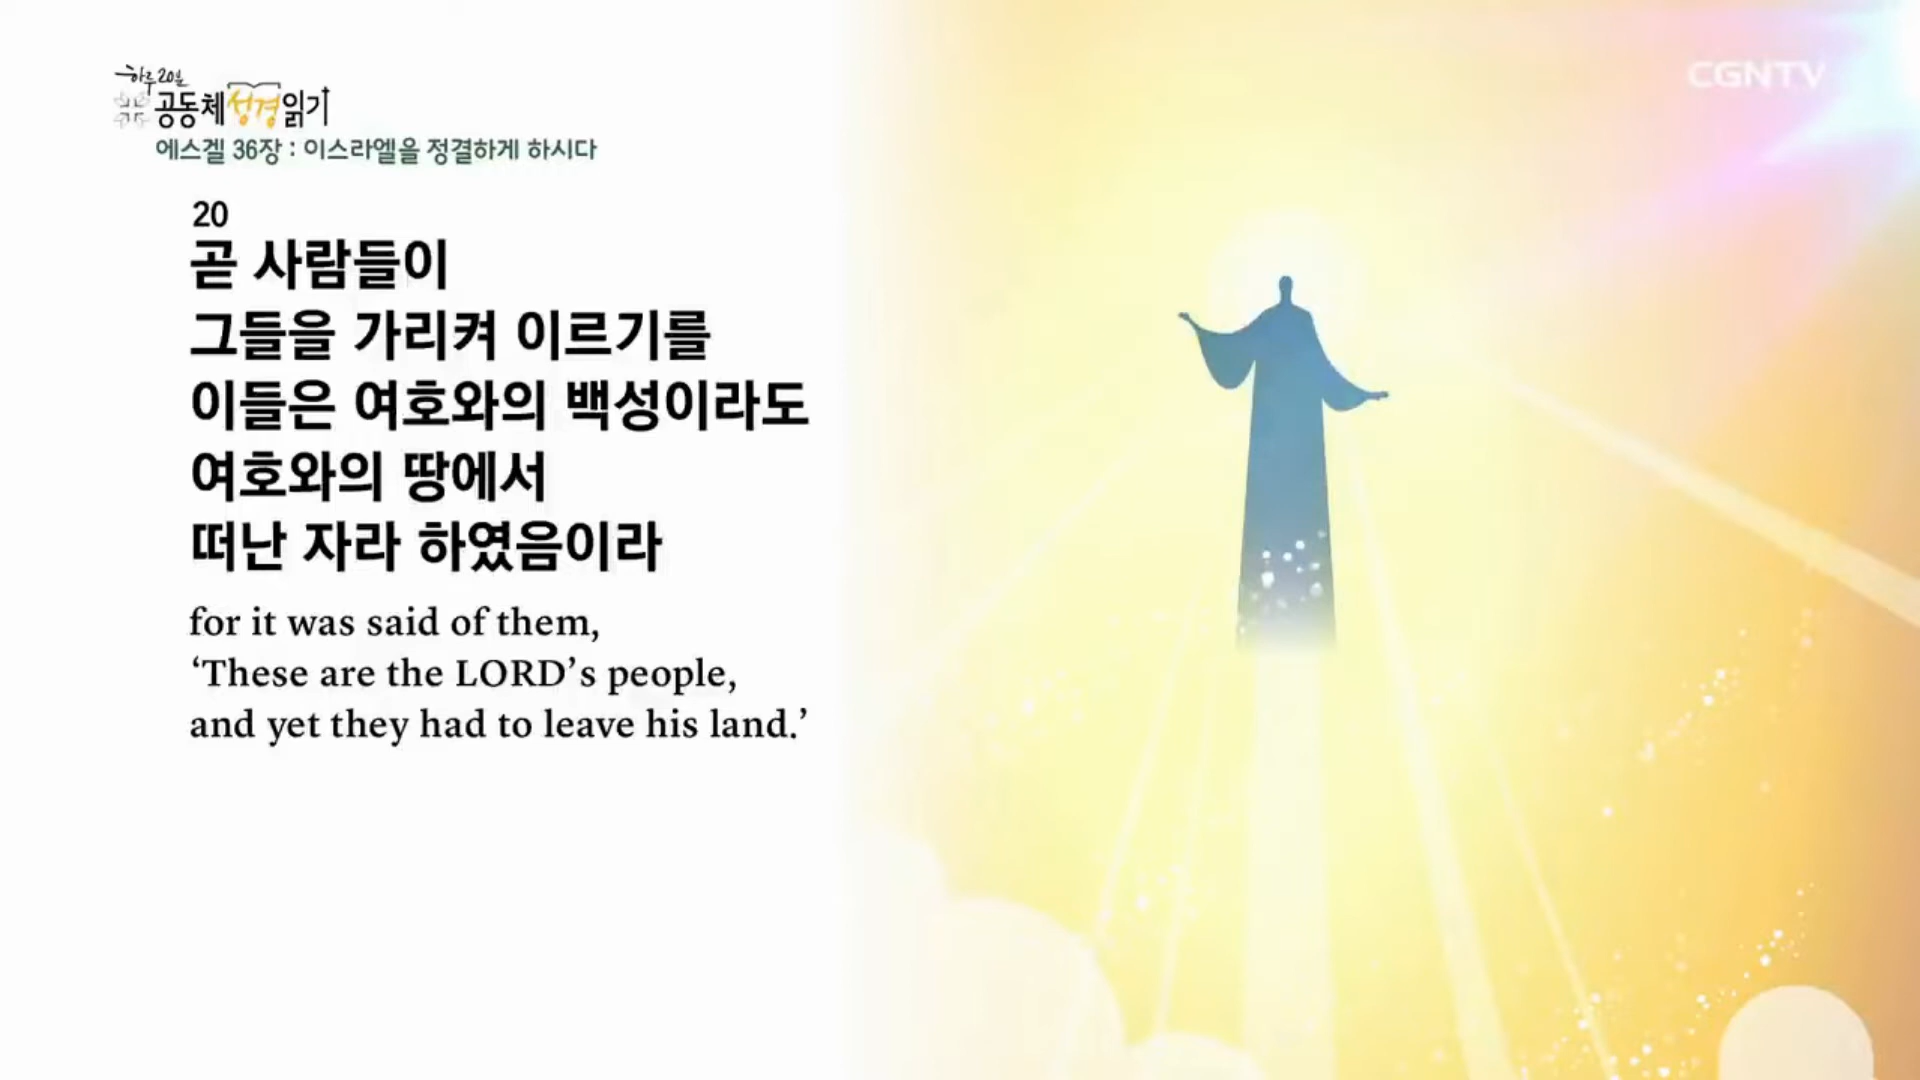 하루 20분
공동체 성경 읽기
CGNTV
에스겔 36장 : 이스라엘을 정결하게 하시다
20
곧 사람들이
그들을 가리켜 이르기를
이들은 여호와의 백성이라도
여호와의 땅에서
떠난 자라 하였음이라
for it was said of them,
‘These are the LORD’s people,
and yet they had to leave his land.’